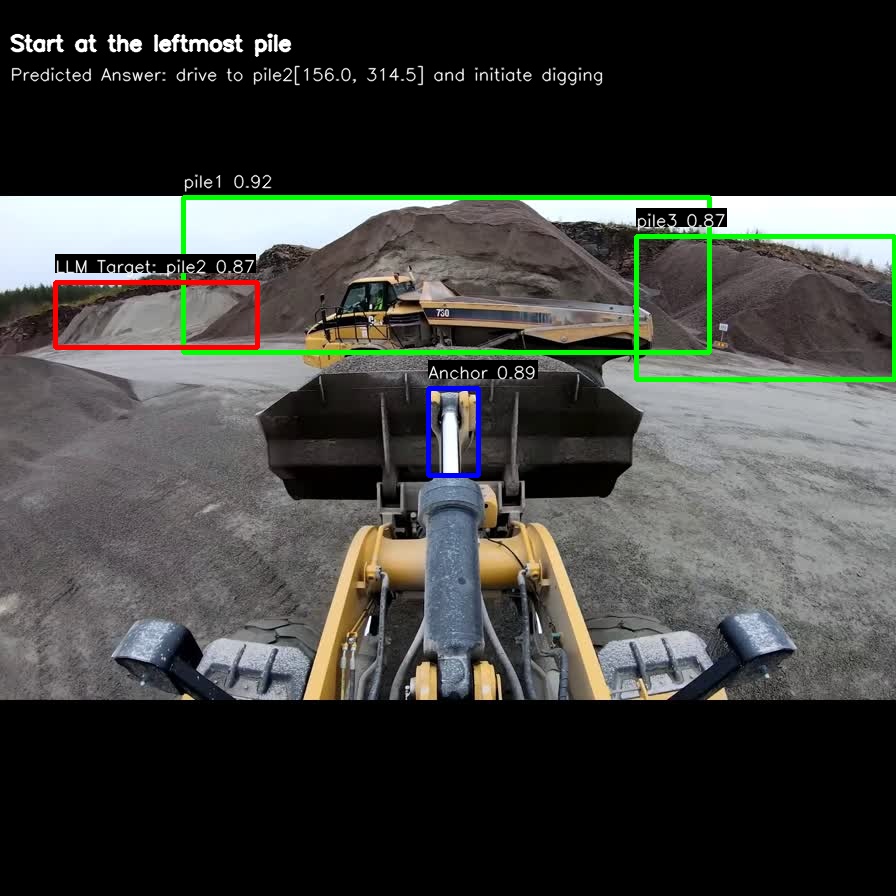 Start at the leftmost pile
Predicted Answer: drive to pile2[156.0, 314.5] and initiate digging
pile1 0.92
pile3 0.87
LLM Target: pile2 0.87
730
Anchor 0.89